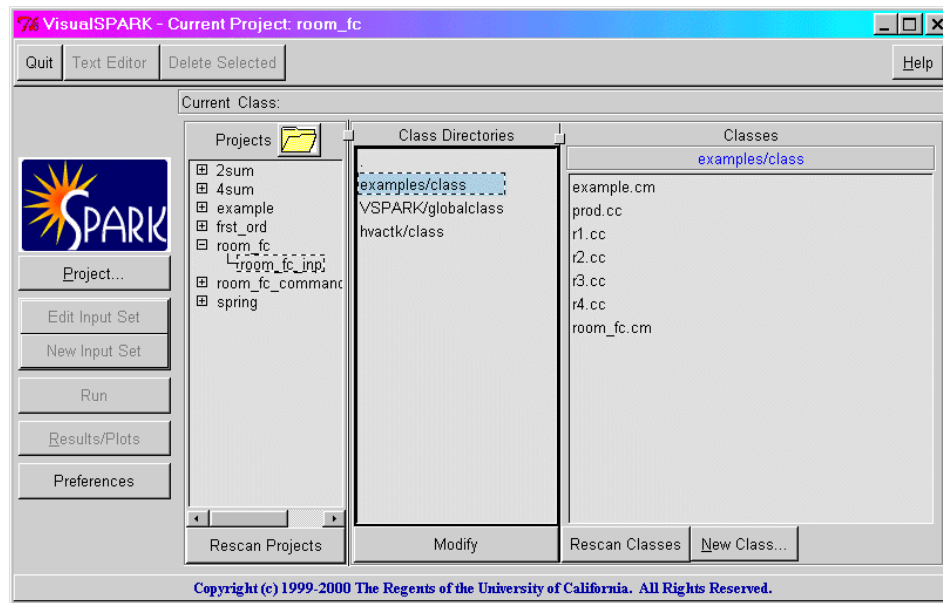 VisualSPARK - Current Project: room_fc
Quit Text Editor Delete Selected Help
Current Class:
Projects
2sum
4sum
example
frst_ord
room_fc
room_fc_inp
room_fc_command
spring
Rescan Projects
Class Directories
.
examples/class
VSPARK/globalclass
hvactk/class
Modify
Classes
examples/class
example.cm
prod.cc
r1.cc
r2.cc
r3.cc
r4.cc
room_fc.cm
Rescan Classes New Class...
SPARK
Project...
Edit Input Set
New Input Set
Run
Results/Plots
Preferences
Copyright (c) 1999-2000 The Regents of the University of California. All Rights Reserved.